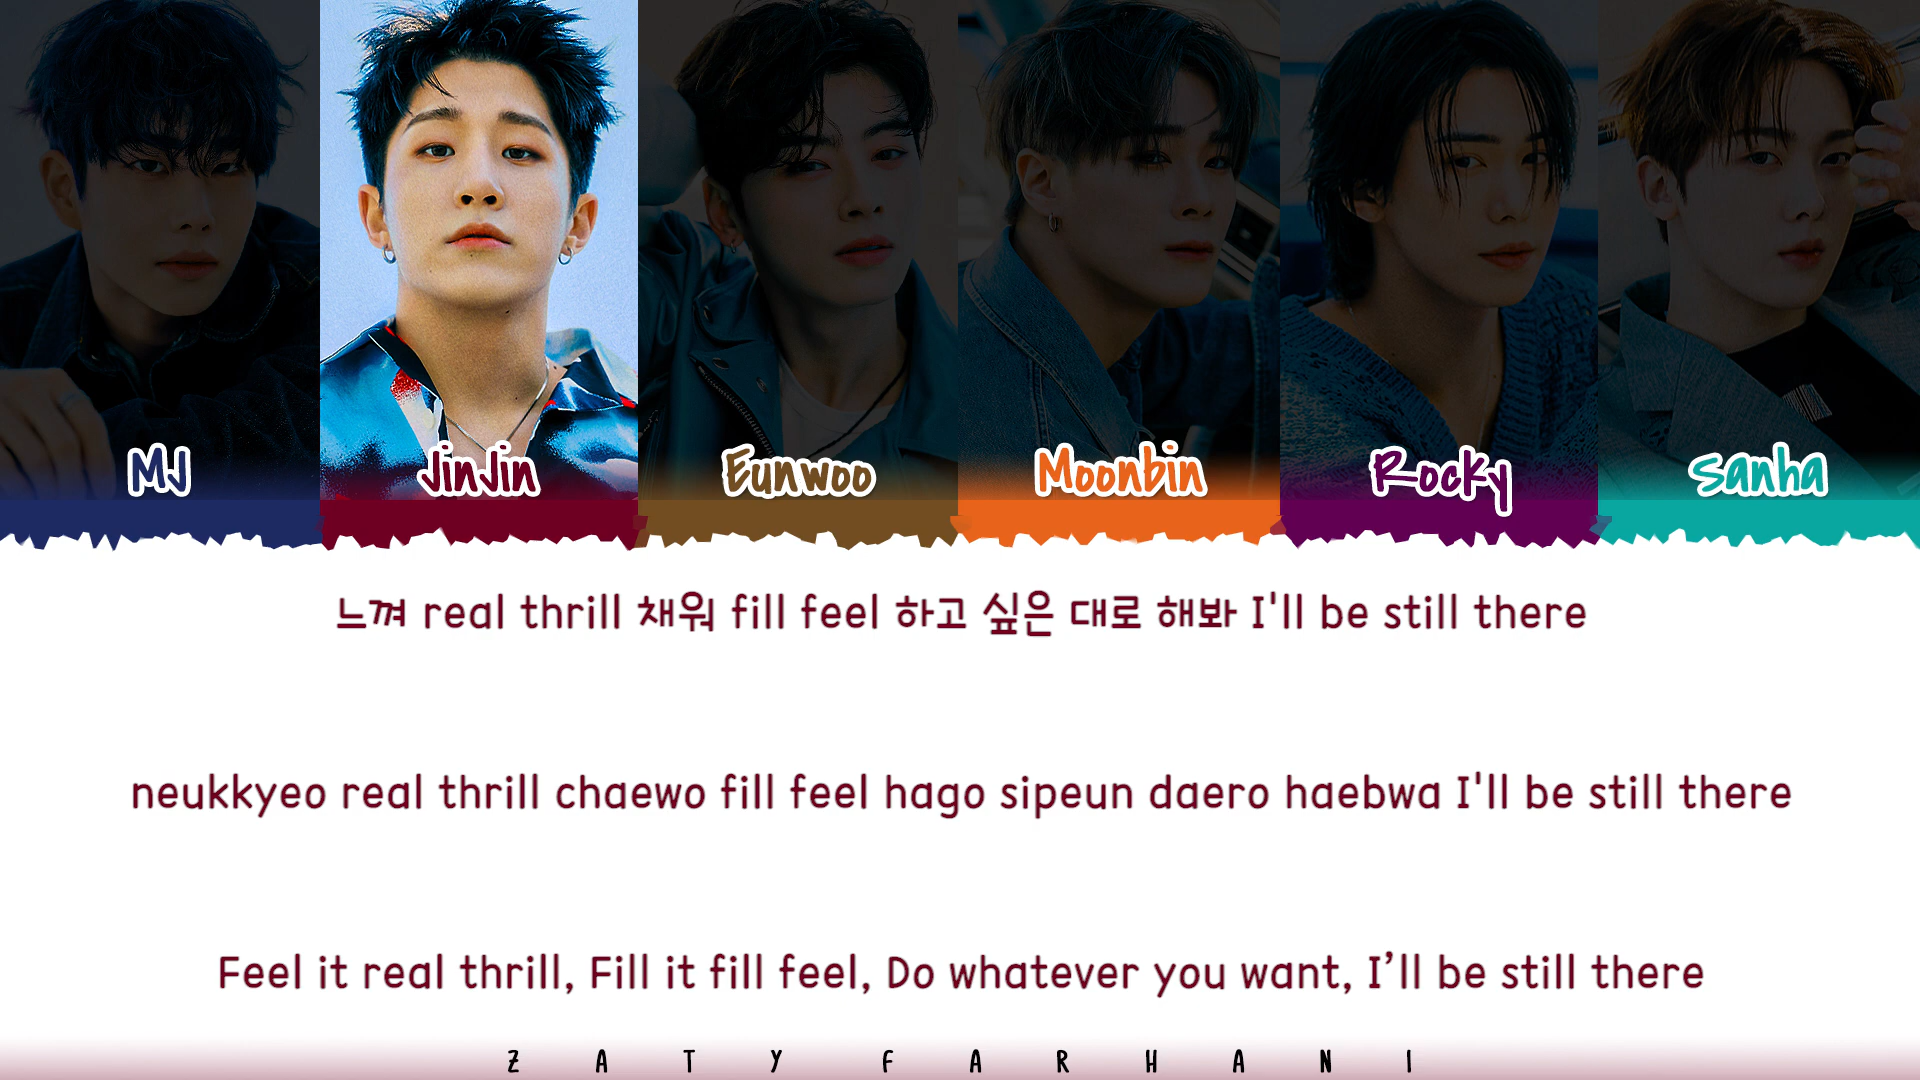 MJ JinJin Eunwoo Moonbin Rocky Sanha
느껴 real thrill 채워 fill feel 하고 싶은 대로 해봐 I'll be still there
neukkyeo real thrill chaewo fill feel hago sipeun daero haebwa I'll be still there
Feel it real thrill, Fill it fill feel, Do whatever you want, I’ll be still there
ZATY FARHANI